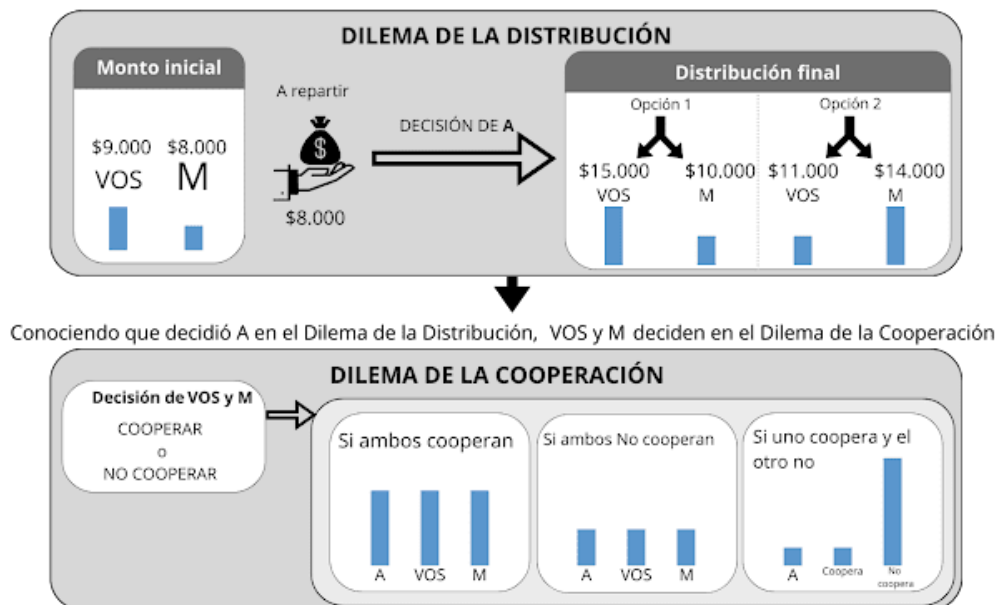 DILEMA DE LA DISTRIBUCIÓN
Monto inicial
$9.000 $8.000
VOS M
A repartir
$
$8.000
DECISIÓN DE A
Distribución final
Opción 1
Opción 2
$15.000 $10.000 $11.000 $14.000
VOS M VOS M
Conociendo que decidió A en el Dilema de la Distribución, VOS y M deciden en el Dilema de la Cooperación
DILEMA DE LA COOPERACIÓN
Decisión de VOS y M
COOPERAR
o
NO COOPERAR
Si ambos cooperan
A VOS M
Si ambos No cooperan
A VOS M
Si uno coopera y el
otro no
A Coopera No
coopera